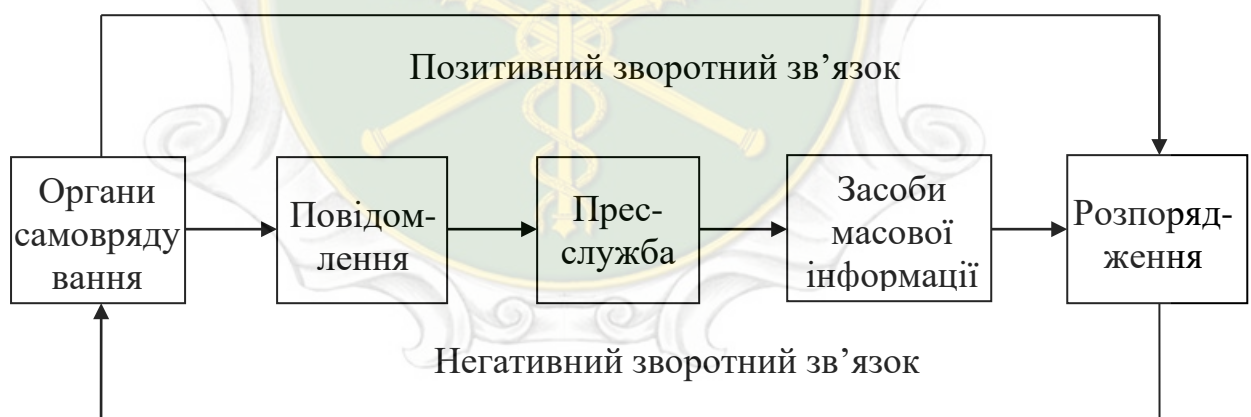 Позитивний зворотний зв’язок
Органи
самовряду
вання
Повідом-
лення
Прес-
служба
Засоби
масової
інформації
Розпоряд-
ження
Негативний зворотний зв’язок